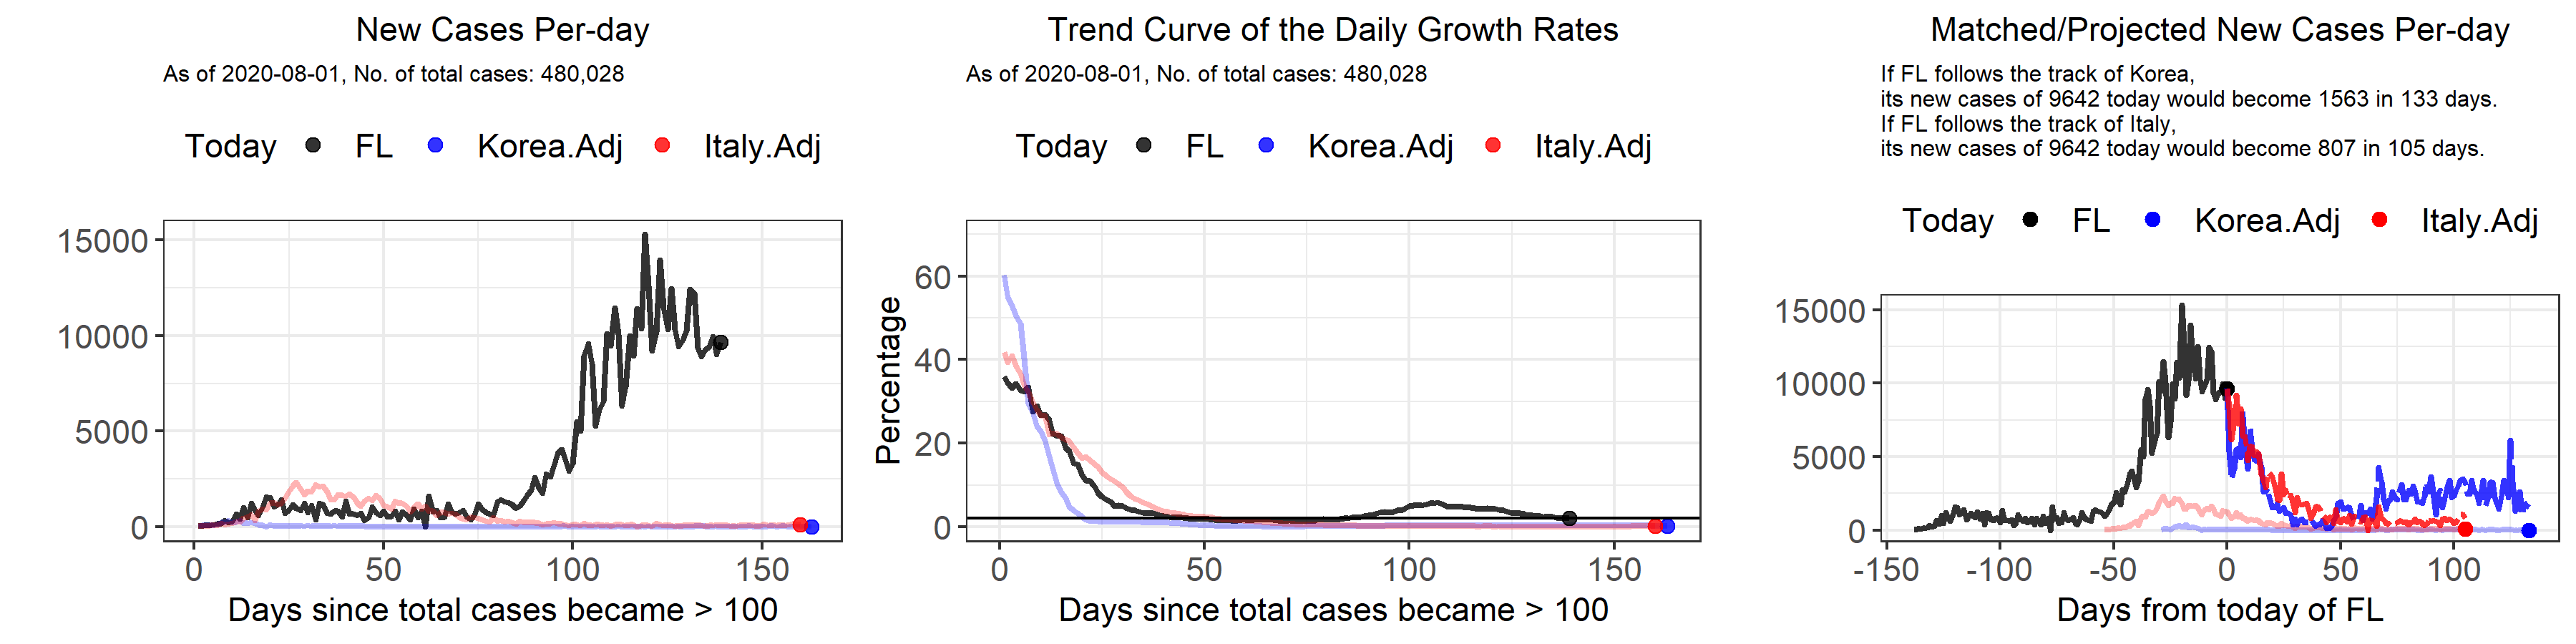 New Cases Per-day
As of 2020-08-01, No. of total cases: 480,028
Today FL Korea.Adj Italy.Adj
15000
10000
5000
0
0 50 100 150
Days since total cases became > 100
Trend Curve of the Daily Growth Rates
As of 2020-08-01, No. of total cases: 480,028
Today FL Korea.Adj Italy.Adj
Percentage
60
40
20
0
0 50 100 150
Days since total cases became > 100
Matched/Projected New Cases Per-day
If FL follows the track of Korea,
its new cases of 9642 today would become 1563 in 133 days.
If FL follows the track of Italy,
its new cases of 9642 today would become 807 in 105 days.
Today FL Korea.Adj Italy.Adj
15000
10000
5000
0
-150 -100 -50 0 50 100
Days from today of FL